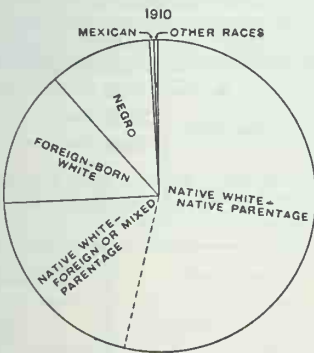 1910
MEXICAN
OTHER RACES
NEGRO
FOREIGN-BORN
WHITE
NATIVE WHITE-
NATIVE PARENTAGE
NATIVE WHITE-
FOREIGN OR MIXED
PARENTAGE